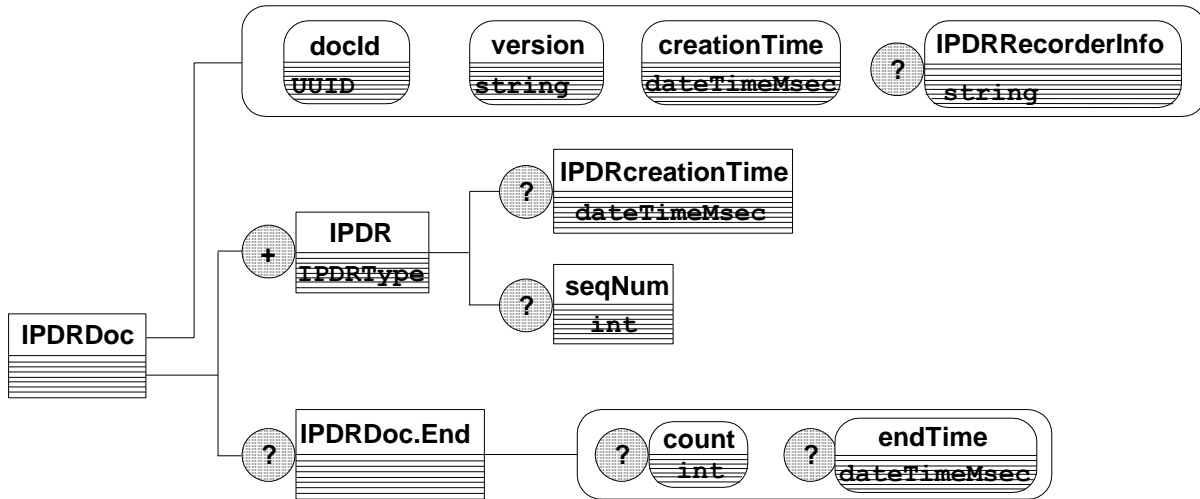 docId
UUID
version
string
creationTime
dateTimeMsec
?
IPDRRecorderInfo
string
?
IPDRcreationTime
dateTimeMsec
+
IPDR
IPDRType
?
seqNum
int
IPDRDoc
?
IPDRDoc.End
?
count
int
?
endTime
dateTimeMsec